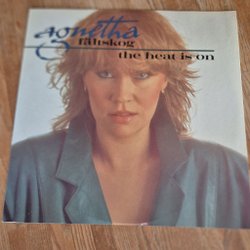 agnetha
fältskog
the heat is on